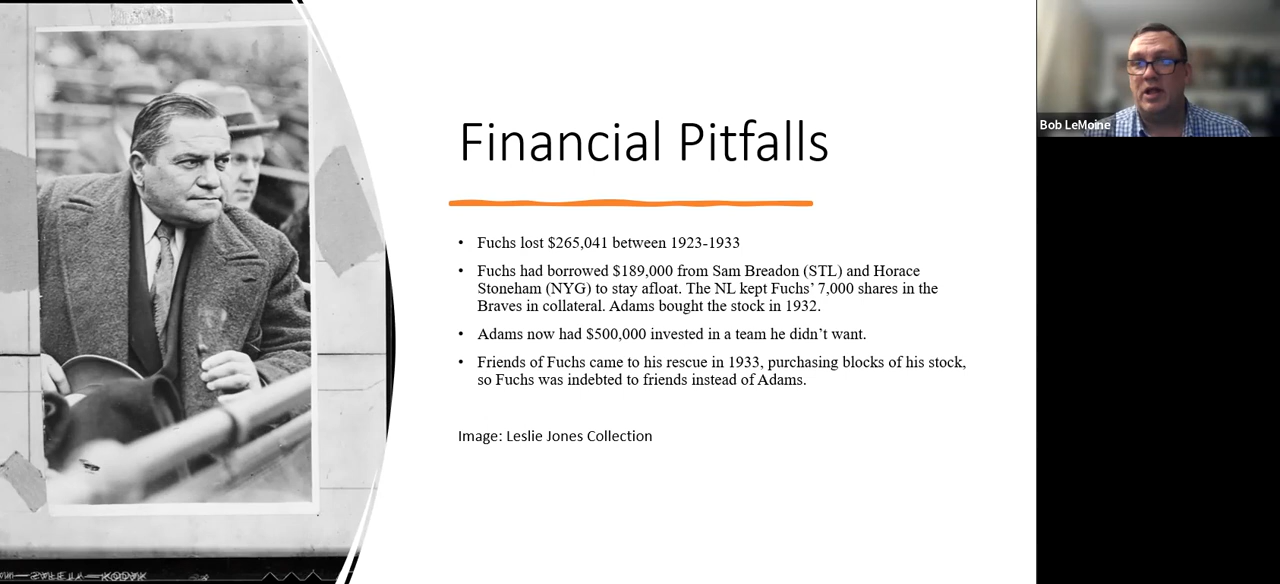 Financial Pitfalls
• Fuchs lost $265,041 between 1923-1933
• Fuchs had borrowed $189,000 from Sam Breadon (STL) and Horace
Stoneham (NYG) to stay afloat. The NL kept Fuchs’ 7,000 shares in the
Braves in collateral. Adams bought the stock in 1932.
• Adams now had $500,000 invested in a team he didn’t want.
• Friends of Fuchs came to his rescue in 1933, purchasing blocks of his stock,
so Fuchs was indebted to friends instead of Adams.
Image: Leslie Jones Collection
Bob LeMoine